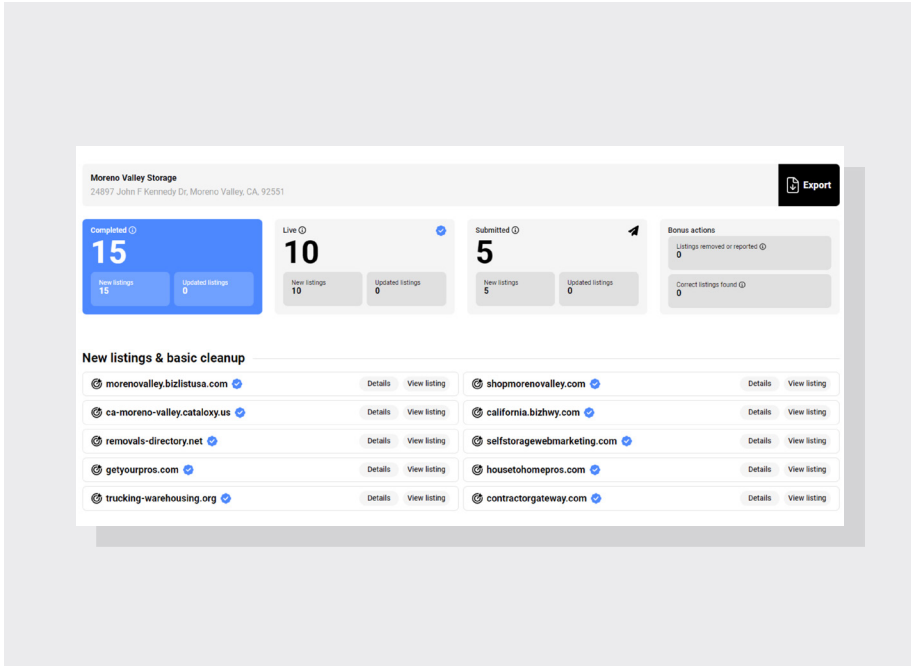 Moreno Valley Storage
24897 John F Kennedy Dr, Moreno Valley, CA, 92551
Export
Completed
15
New listings
15
Updated listings
0
Live
10
New listings
10
Updated listings
0
Submitted
5
New listings
5
Updated listings
0
Bonus actions
Listings removed or reported
0
Correct listings found
0
New listings & basic cleanup
morenovalley.bizlistusa.com Details View listing
shopmorenovalley.com Details View listing
ca-moreno-valley.cataloxy.us Details View listing
california.bizhwy.com Details View listing
removals-directory.net Details View listing
selfstoragewebmarketing.com Details View listing
getyourpros.com Details View listing
housetohomepros.com Details View listing
trucking-warehousing.org Details View listing
contractorgateway.com Details View listing